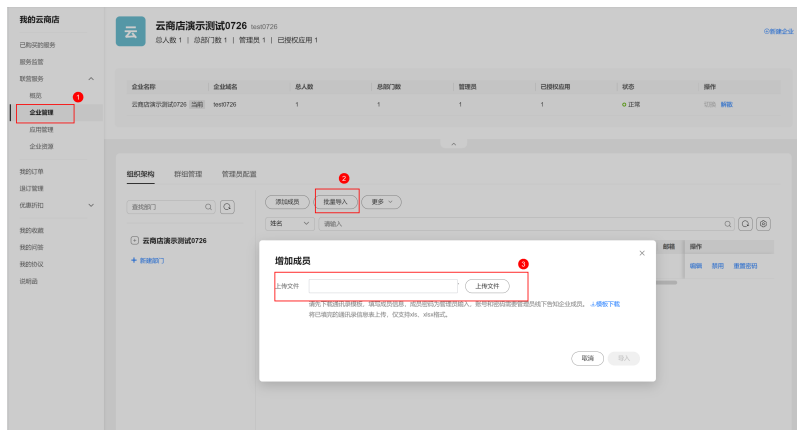 我的云商店
已购买的服务
服务监管
联营服务
概览
1
企业管理
应用管理
企业资源
我的订单
退订管理
优惠折扣
我的收藏
我的问答
我的协议
说明函
云
云商店演示测试0726 test0726
总人数 1 | 总部门数 1 | 管理员 1 | 已授权应用 1
新建企业
企业名称 企业域名 总人数 总部门数 管理员 已授权应用 状态 操作
云商店演示测试0726 当前 test0726 1 1 1 1 正常 切换 解散
组织架构 群组管理 管理员配置
2
查找部门
添加成员 批量导入 更多
姓名 请输入
云商店演示测试0726
+ 新建部门
邮箱 操作
编辑 禁用 重置密码
增加成员
3
上传文件 上传文件
请先下载通讯录模板,填写成员信息,成员密码为管理员输入,账号和密码需要管理员线下告知企业成员。 模板下载
将已填完的通讯录信息表上传,仅支持xls、xlsx格式。
取消 导入